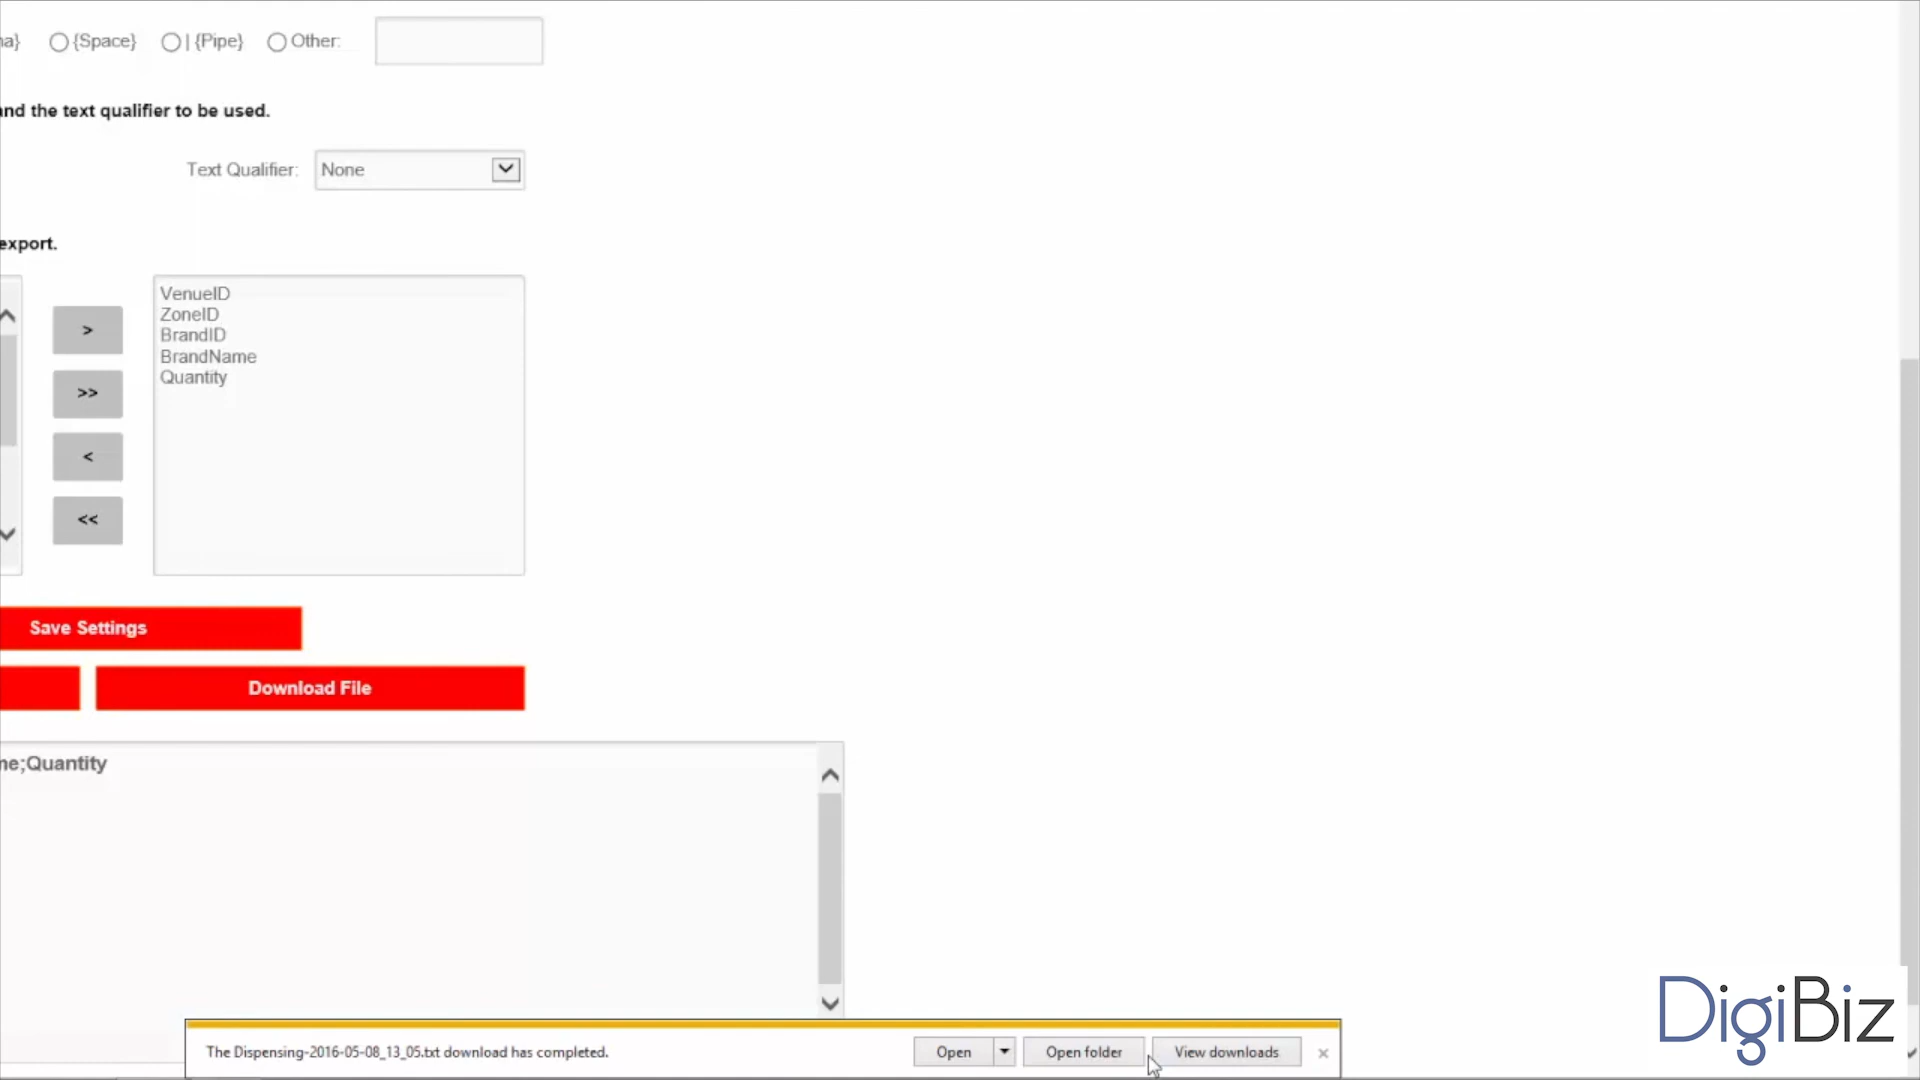 na} {Space} | {Pipe} Other:
and the text qualifier to be used.
Text Qualifier: None
export.
VenueID
ZoneID
BrandID
BrandName
Quantity
>
>>
<
<<
Save Settings
Download File
ne;Quantity
The Dispensing-2016-05-08_13_05.txt download has completed. Open Open folder View downloads ×
DigiBiz